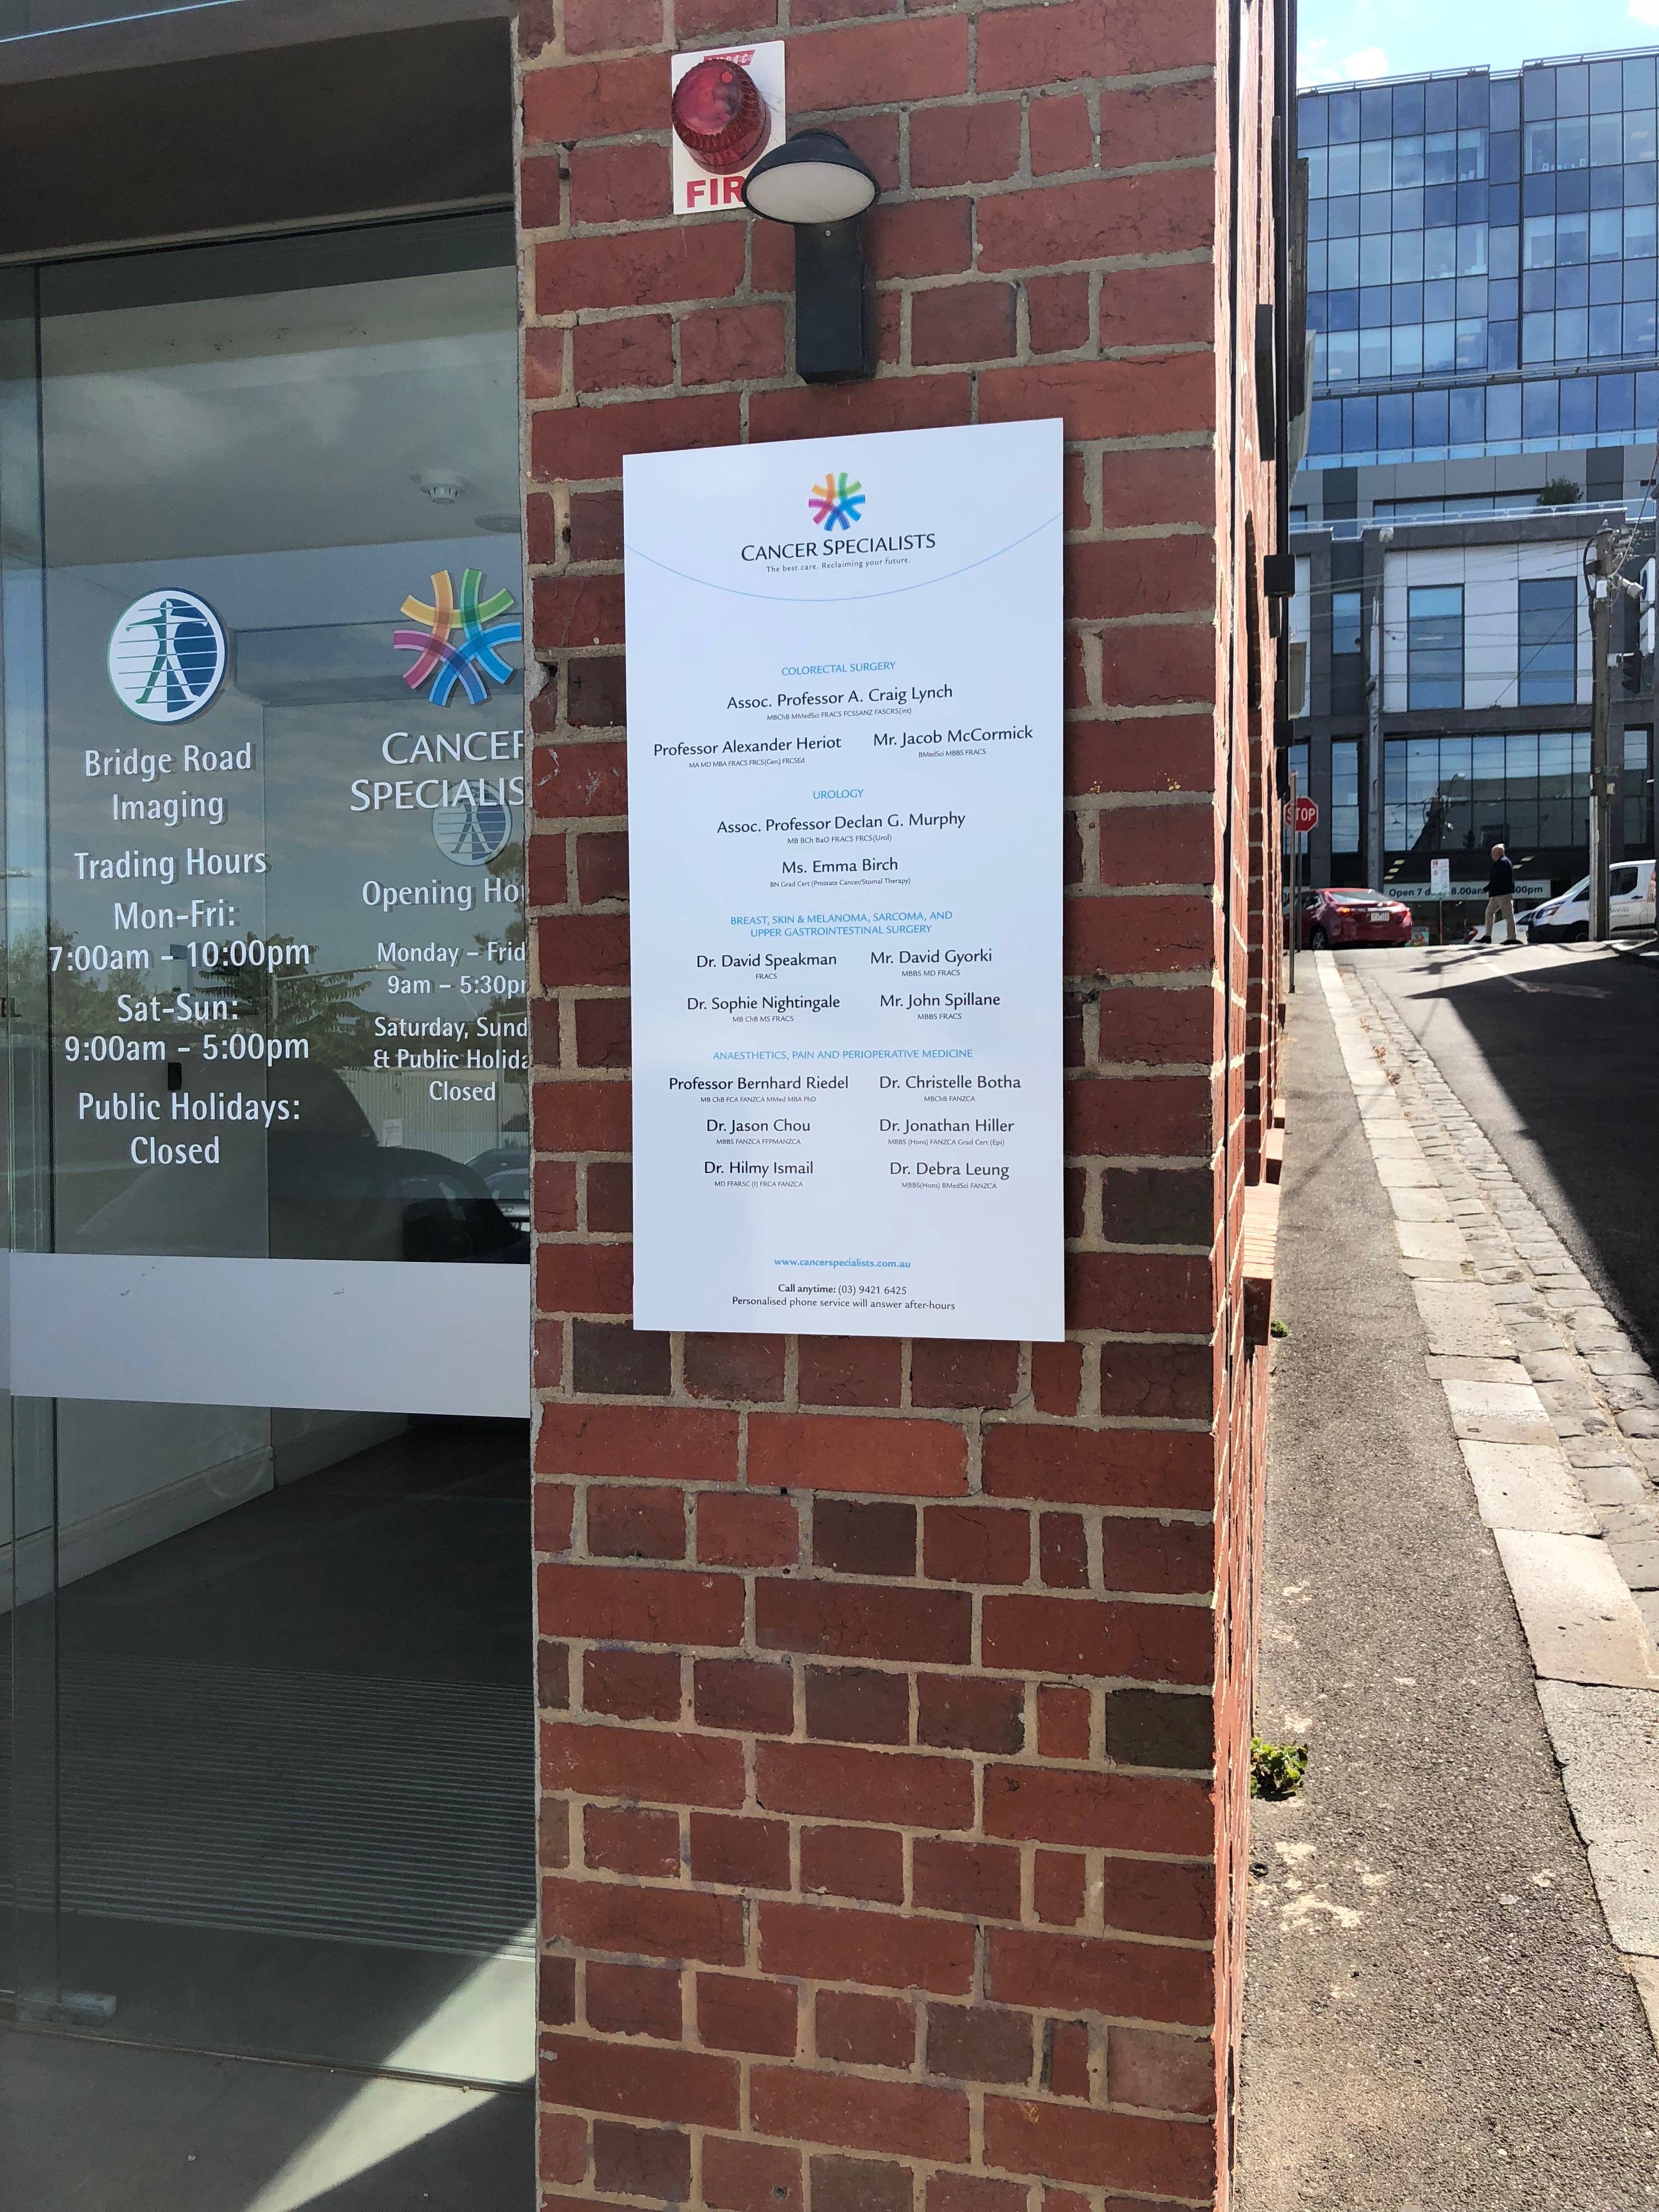 FIR
Bridge Road
Imaging
Trading Hours
Mon-Fri:
7:00am - 10:00pm
Sat-Sun:
9:00am - 5:00pm
Public Holidays:
Closed
CANCER
SPECIALIS
Opening Hou
Monday – Frid
9am – 5:30pm
Saturday, Sund
& Public Holida
Closed
CANCER SPECIALISTS
The best care. Reclaiming your future.
COLORECTAL SURGERY
Assoc. Professor A. Craig Lynch
MBChB MMedSci FRACS FCSSANZ FASCRS(int)
Professor Alexander Heriot Mr. Jacob McCormick
MA MD MBA FRACS FRCS(Gen) FRCSEd BMedSci MBBS FRACS
UROLOGY
Assoc. Professor Declan G. Murphy
MB BCh BaO FRACS FRCS(Urol)
Ms. Emma Birch
BN Grad Cert (Prostate Cancer/Stomal Therapy)
BREAST, SKIN & MELANOMA, SARCOMA, AND
UPPER GASTROINTESTINAL SURGERY
Dr. David Speakman Mr. David Gyorki
FRACS MBBS MD FRACS
Dr. Sophie Nightingale Mr. John Spillane
MB ChB MS FRACS MBBS FRACS
ANAESTHETICS, PAIN AND PERIOPERATIVE MEDICINE
Professor Bernhard Riedel Dr. Christelle Botha
MB ChB FCA FANZCA MMed MBA PhD MBChB FANZCA
Dr. Jason Chou Dr. Jonathan Hiller
MBBS FANZCA FFPMANZCA MBBS (Hons) FANZCA Grad Cert (Epi)
Dr. Hilmy Ismail Dr. Debra Leung
MD FFARSC (I) FRCA FANZCA MBBS(Hons) BMedSci FANZCA
www.cancerspecialists.com.au
Call anytime: (03) 9421 6425
Personalised phone service will answer after-hours
STOP
Open 7 d 8.00am 00pm